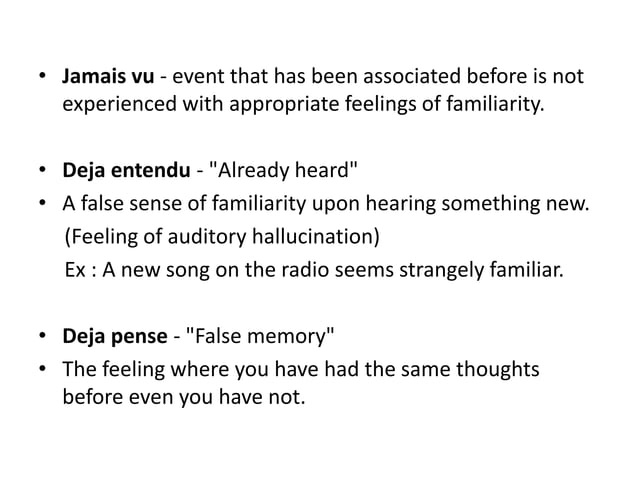 • Jamais vu - event that has been associated before is not
experienced with appropriate feelings of familiarity.
• Deja entendu - "Already heard"
• A false sense of familiarity upon hearing something new.
(Feeling of auditory hallucination)
Ex : A new song on the radio seems strangely familiar.
• Deja pense - "False memory"
• The feeling where you have had the same thoughts
before even you have not.